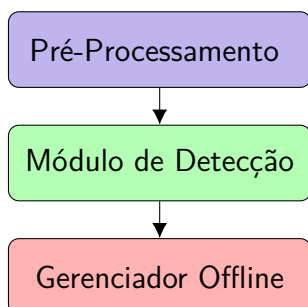 Pré-Processamento
Módulo de Detecção
Gerenciador Offline